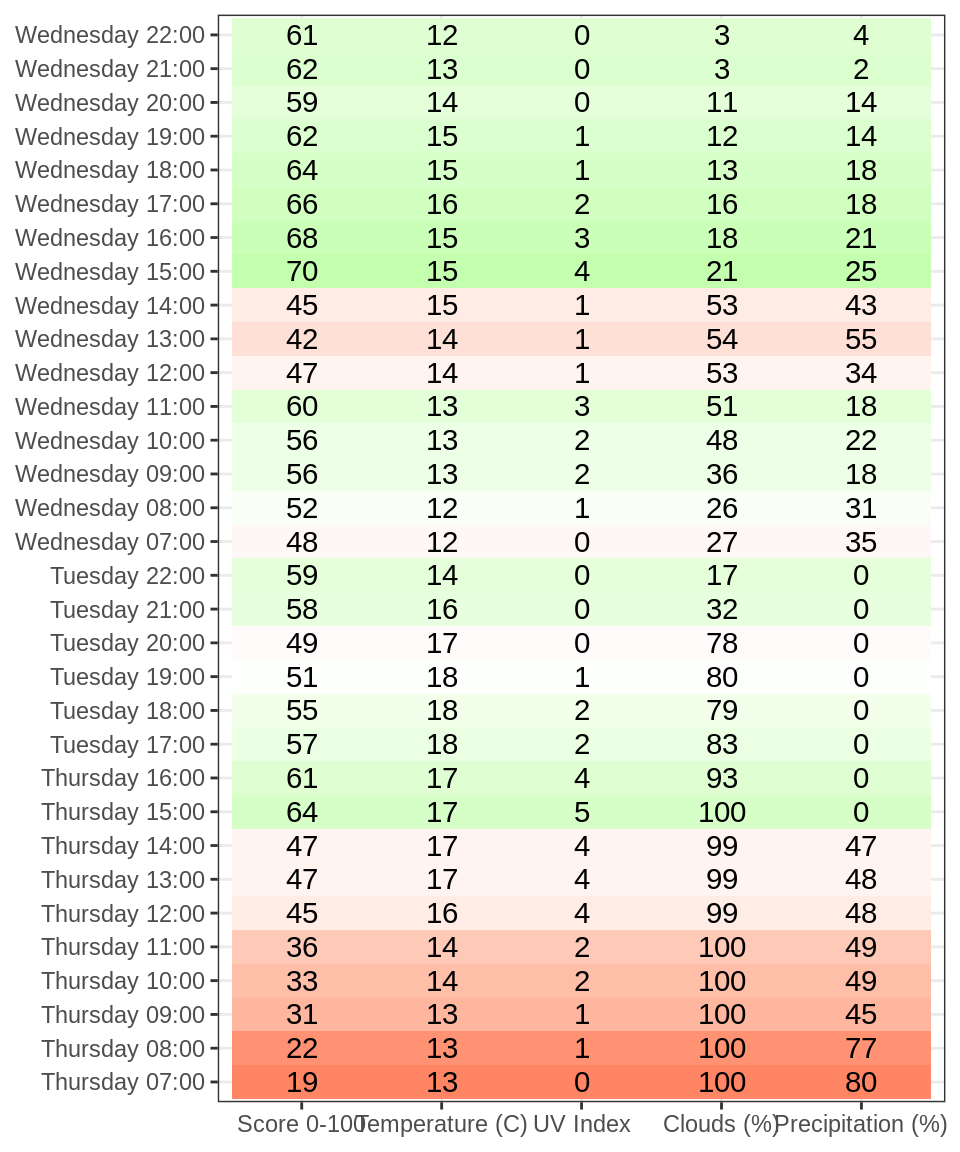 Wednesday 22:00 61 12 0 3 4
Wednesday 21:00 62 13 0 3 2
Wednesday 20:00 59 14 0 11 14
Wednesday 19:00 62 15 1 12 14
Wednesday 18:00 64 15 1 13 18
Wednesday 17:00 66 16 2 16 18
Wednesday 16:00 68 15 3 18 21
Wednesday 15:00 70 15 4 21 25
Wednesday 14:00 45 15 1 53 43
Wednesday 13:00 42 14 1 54 55
Wednesday 12:00 47 14 1 53 34
Wednesday 11:00 60 13 3 51 18
Wednesday 10:00 56 13 2 48 22
Wednesday 09:00 56 13 2 36 18
Wednesday 08:00 52 12 1 26 31
Wednesday 07:00 48 12 0 27 35
Tuesday 22:00 59 14 0 17 0
Tuesday 21:00 58 16 0 32 0
Tuesday 20:00 49 17 0 78 0
Tuesday 19:00 51 18 1 80 0
Tuesday 18:00 55 18 2 79 0
Tuesday 17:00 57 18 2 83 0
Thursday 16:00 61 17 4 93 0
Thursday 15:00 64 17 5 100 0
Thursday 14:00 47 17 4 99 47
Thursday 13:00 47 17 4 99 48
Thursday 12:00 45 16 4 99 48
Thursday 11:00 36 14 2 100 49
Thursday 10:00 33 14 2 100 49
Thursday 09:00 31 13 1 100 45
Thursday 08:00 22 13 1 100 77
Thursday 07:00 19 13 0 100 80
Score 0-100 Temperature (C) UV Index Clouds (%) Precipitation (%)